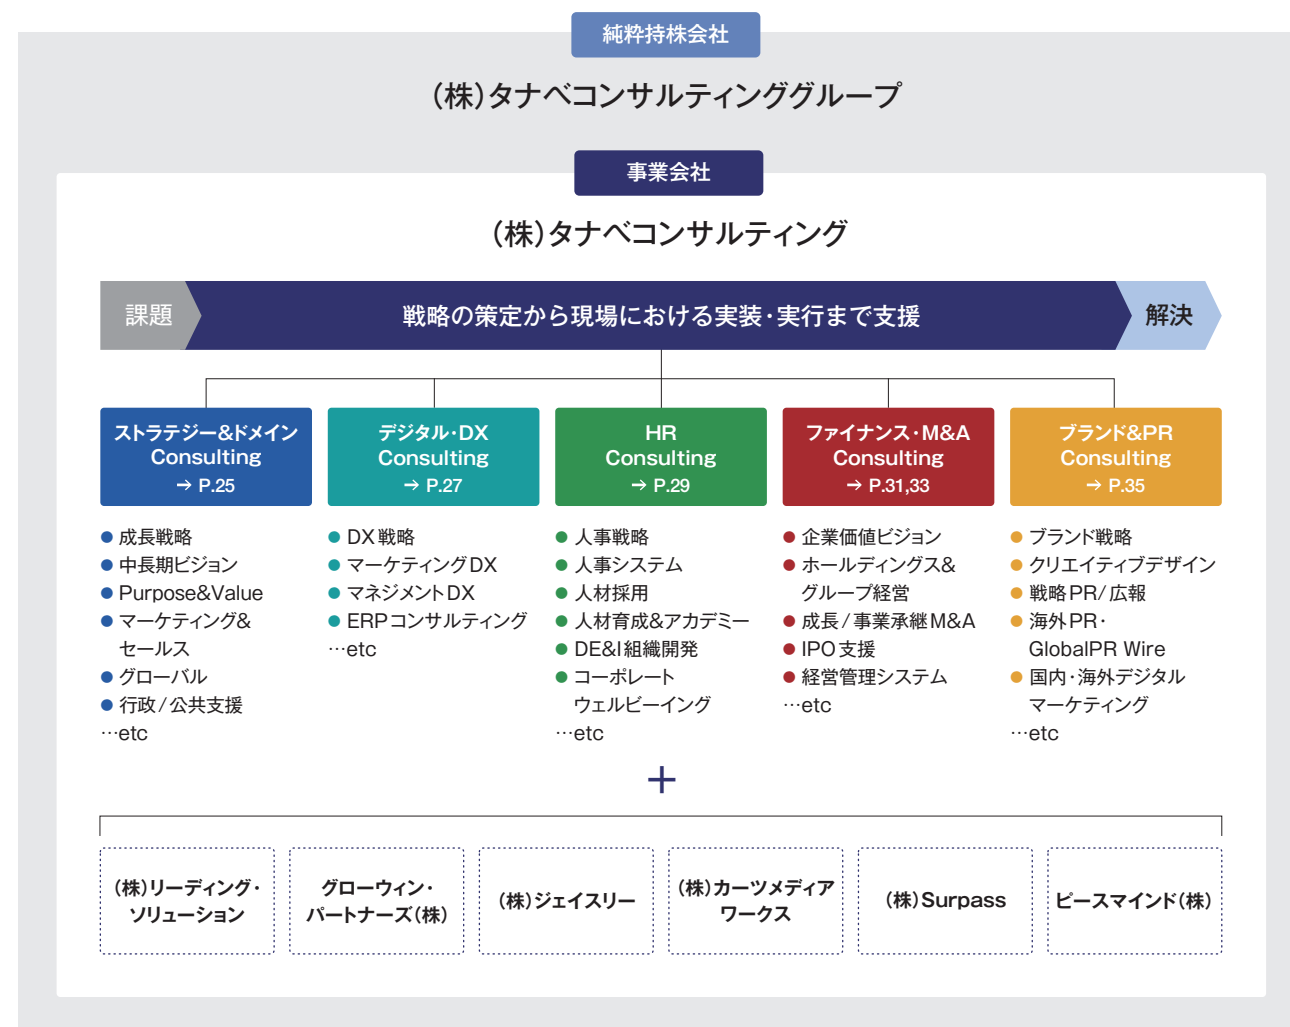 純粋持株会社
(株)タナベコンサルティンググループ
事業会社
(株)タナベコンサルティング
課題
戦略の策定から現場における実装・実行まで支援
解決
ストラテジー&ドメイン
Consulting
→ P.25
● 成長戦略
● 中長期ビジョン
● Purpose&Value
● マーケティング&
セールス
● グローバル
● 行政/公共支援
…etc
デジタル・DX
Consulting
→ P.27
● DX戦略
● マーケティングDX
● マネジメントDX
● ERPコンサルティング
…etc
HR
Consulting
→ P.29
● 人事戦略
● 人事システム
● 人材採用
● 人材育成&アカデミー
● DE&I組織開発
● コーポレート
ウェルビーイング
…etc
ファイナンス・M&A
Consulting
→ P.31,33
● 企業価値ビジョン
● ホールディングス&
グループ経営
● 成長/事業承継M&A
● IPO支援
● 経営管理システム
…etc
ブランド&PR
Consulting
→ P.35
● ブランド戦略
● クリエイティブデザイン
● 戦略PR/広報
● 海外PR・
GlobalPR Wire
● 国内・海外デジタル
マーケティング
…etc
+
(株)リーディング・
ソリューション
グローウィン・
パートナーズ(株)
(株)ジェイスリー
(株)カーツメディア
ワークス
(株)Surpass
ピースマインド(株)